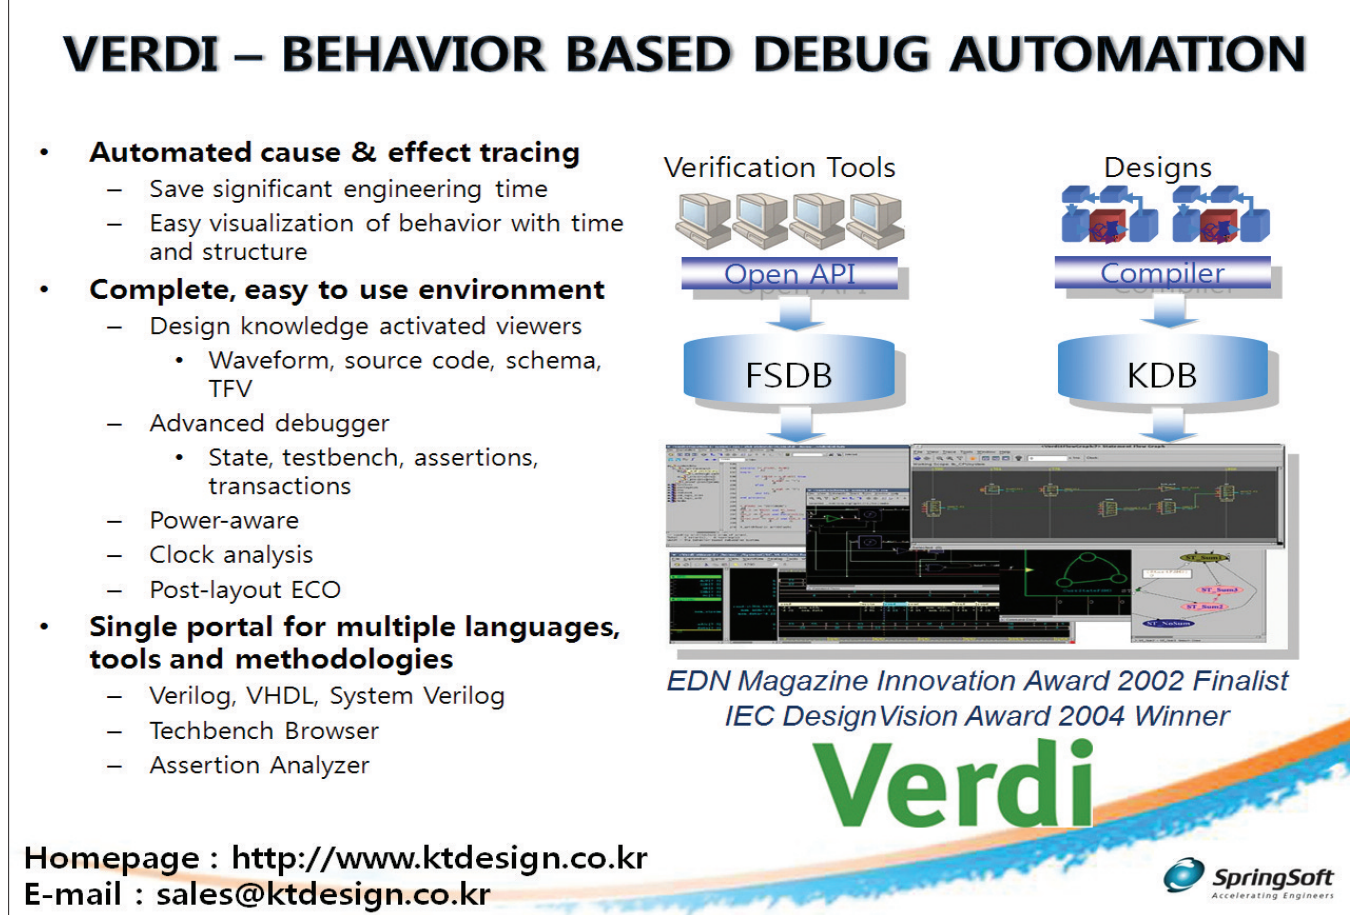 VERDI – BEHAVIOR BASED DEBUG AUTOMATION
• Automated cause & effect tracing
– Save significant engineering time
– Easy visualization of behavior with time
and structure
• Complete, easy to use environment
– Design knowledge activated viewers
• Waveform, source code, schema,
TFV
– Advanced debugger
• State, testbench, assertions,
transactions
– Power-aware
– Clock analysis
– Post-layout ECO
• Single portal for multiple languages,
tools and methodologies
– Verilog, VHDL, System Verilog
– Techbench Browser
– Assertion Analyzer
Verification Tools
Open API
FSDB
Designs
Compiler
KDB
ST_Sum3
ST_Sum2
ST_NoSum
EDN Magazine Innovation Award 2002 Finalist
IEC DesignVision Award 2004 Winner
Verdi
Homepage : http://www.ktdesign.co.kr
E-mail : sales@ktdesign.co.kr
SpringSoft
Accelerating Engineers